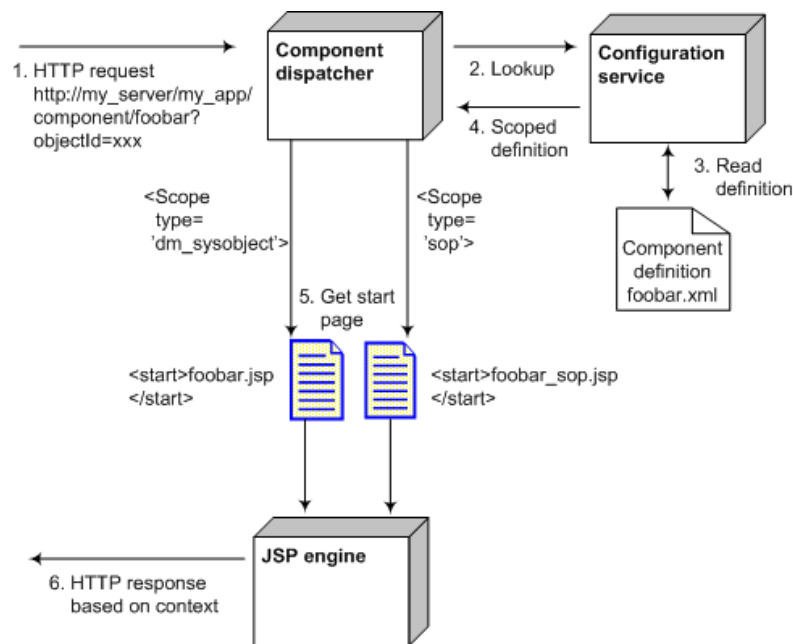 Component
dispatcher
Configuration
service
1. HTTP request
http://my_server/my_app/
component/foobar?
objectId=xxx
2. Lookup
4. Scoped
definition
3. Read
definition
<Scope
type=
'dm_sysobject'>
<Scope
type=
'sop'>
Component
definition
foobar.xml
5. Get start
page
<start>foobar.jsp
</start>
<start>foobar_sop.jsp
</start>
JSP engine
6. HTTP response
based on context